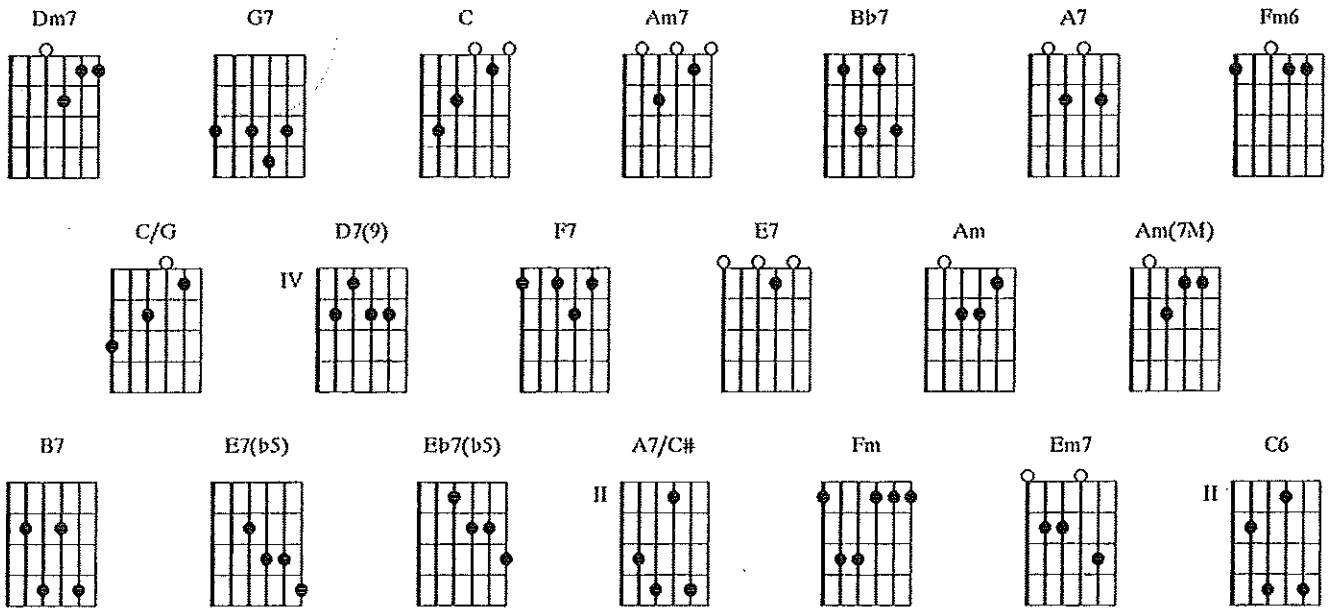 Dm7 G7 C Am7 Bb7 A7 Fm6
C/G D7(9) F7 E7 Am Am(7M)
IV
B7 E7(b5) Eb7(b5) A7/C# Fm Em7 C6
II II